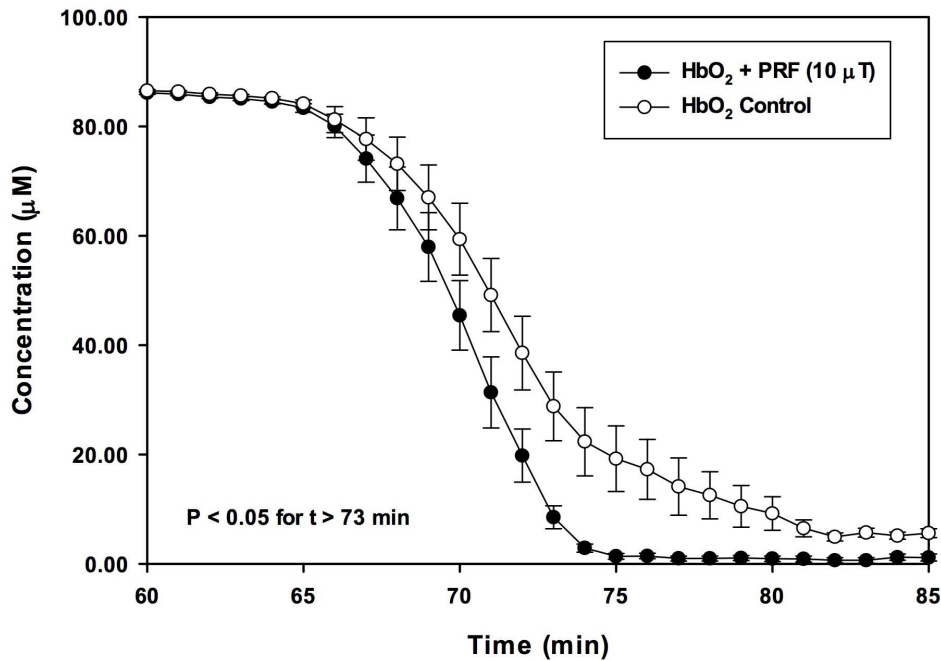 100.00
80.00
60.00
40.00
20.00
0.00
Concentration (μM)
HbO₂ + PRF (10 μT)
HbO₂ Control
P < 0.05 for t > 73 min
60 65 70 75 80 85
Time (min)